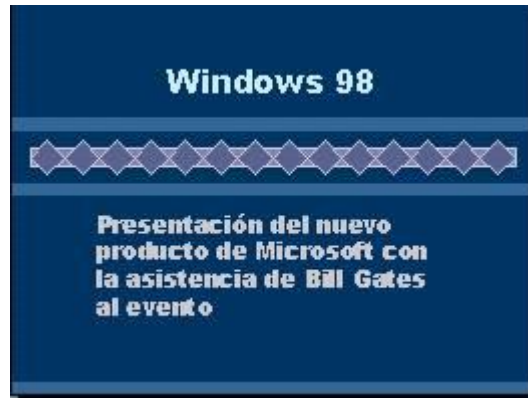 Windows 98
Presentación del nuevo
producto de Microsoft con
la asistencia de Bill Gates
al evento